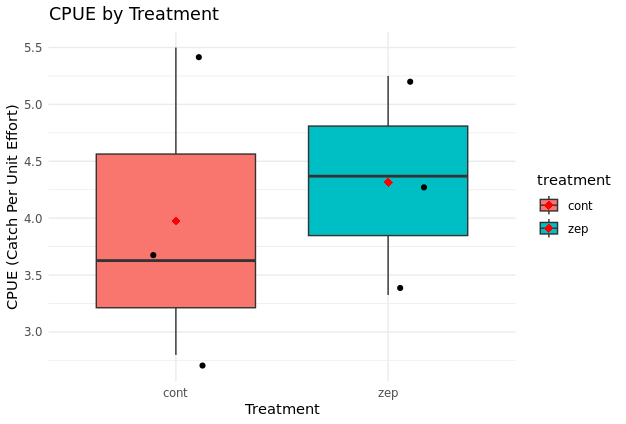 CPUE by Treatment
CPUE (Catch Per Unit Effort)
5.5
5.0
4.5
4.0
3.5
3.0
cont
zep
Treatment
treatment
cont
zep